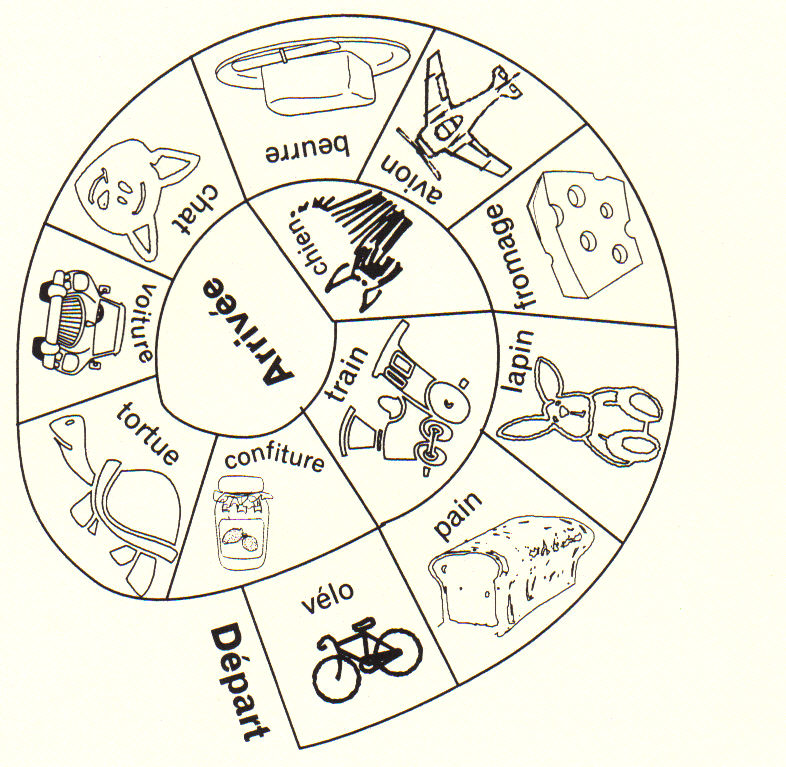 Départ
vélo
pain
lapin
fromage
avion
beurre
chat
voiture
tortue
confiture
train
chien
Arrivée